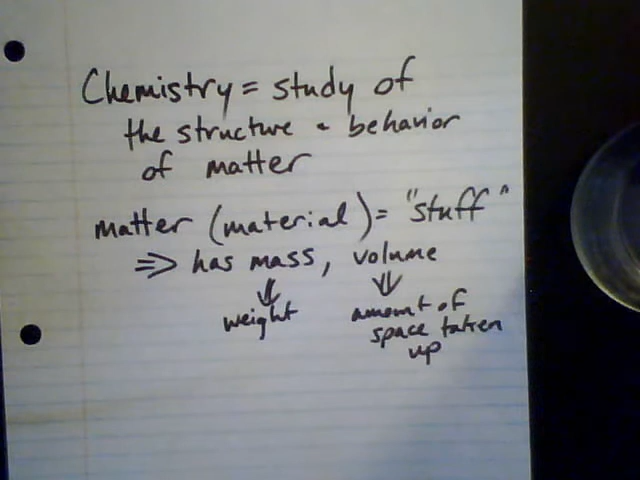 Chemistry = study of
the structure & behavior
of matter
matter (material) = "stuff"
⇒ has mass, volume
⇓ ⇓
weight amount of
space taken
up